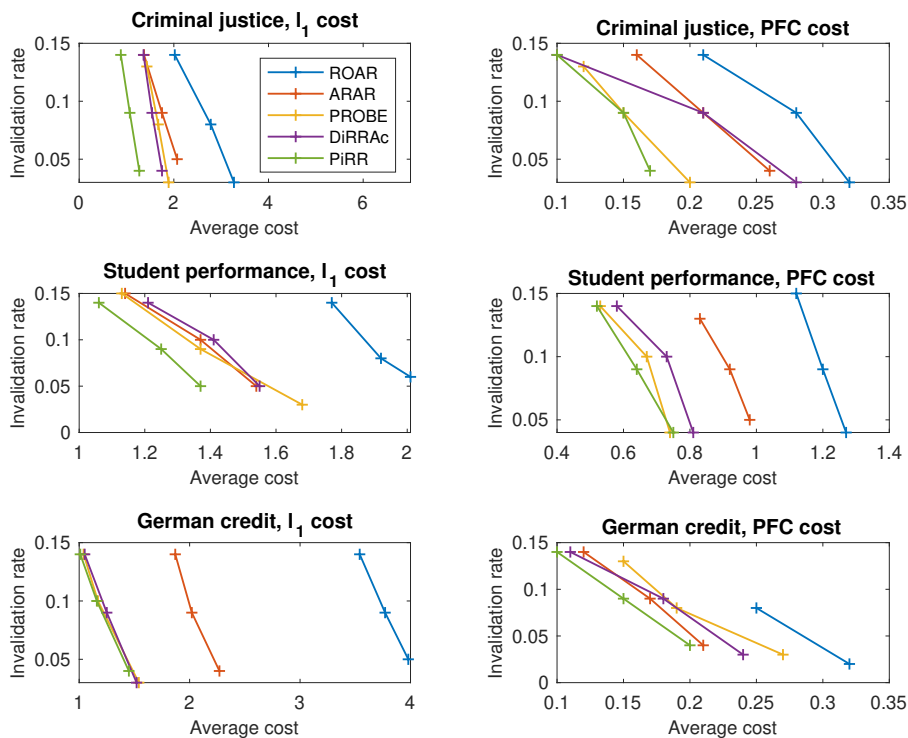 Criminal justice, l1 cost
Invalidation rate
0.15
0.1
0.05
0 2 4 6
Average cost
ROAR
ARAR
PROBE
DiRRAc
PiRR
Criminal justice, PFC cost
Invalidation rate
0.15
0.1
0.05
0.1 0.15 0.2 0.25 0.3 0.35
Average cost
Student performance, l1 cost
Invalidation rate
0.15
0.1
0.05
0
1 1.2 1.4 1.6 1.8 2
Average cost
Student performance, PFC cost
Invalidation rate
0.15
0.1
0.05
0.4 0.6 0.8 1 1.2 1.4
Average cost
German credit, l1 cost
Invalidation rate
0.15
0.1
0.05
1 2 3 4
Average cost
German credit, PFC cost
Invalidation rate
0.15
0.1
0.05
0
0.1 0.15 0.2 0.25 0.3 0.35
Average cost